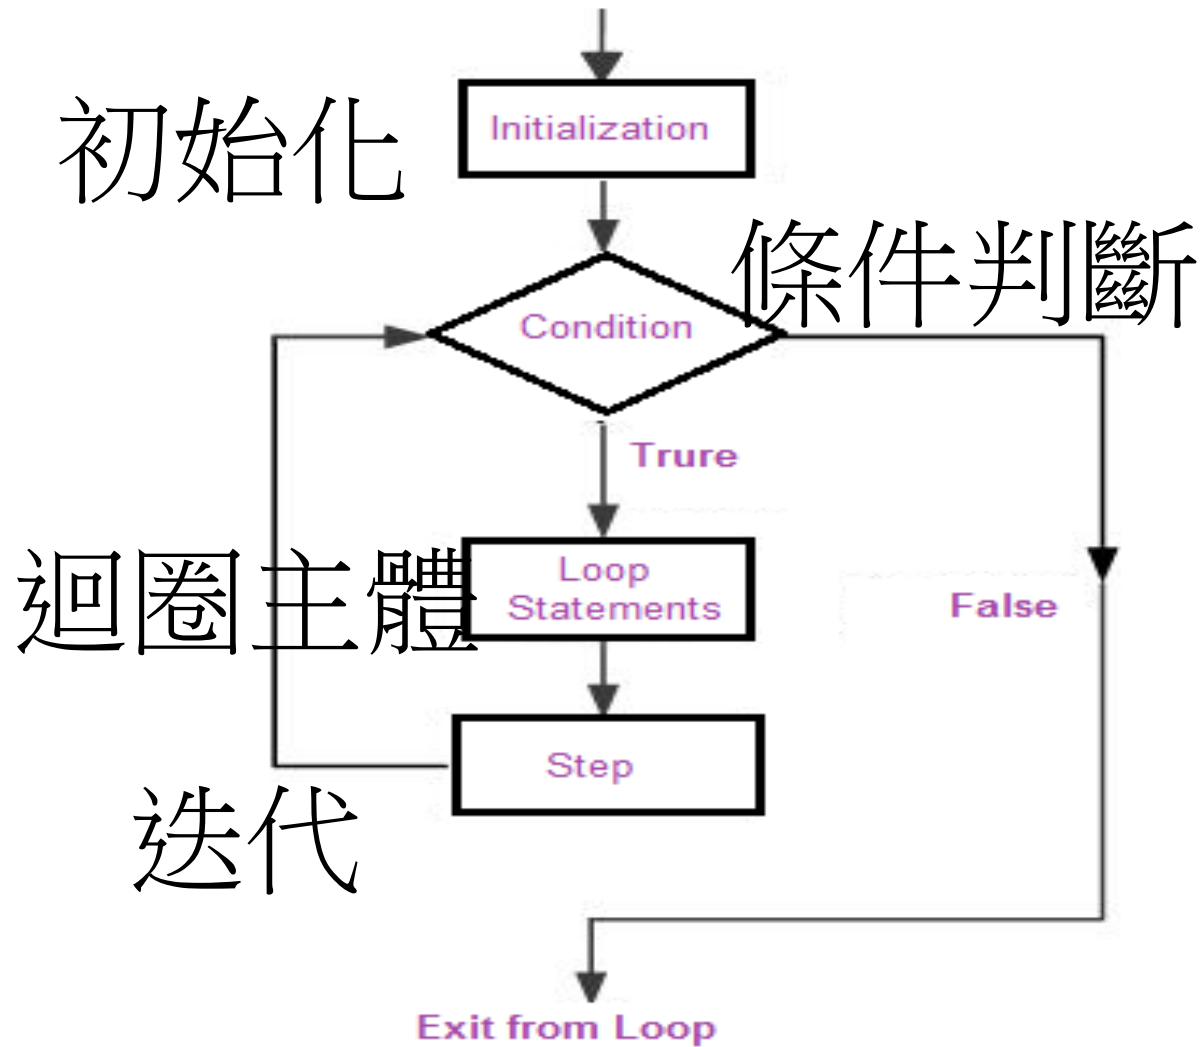 初始化
Initialization
條件判斷
Condition
Trure
迴圈主體
Loop
Statements
False
Step
迭代
Exit from Loop